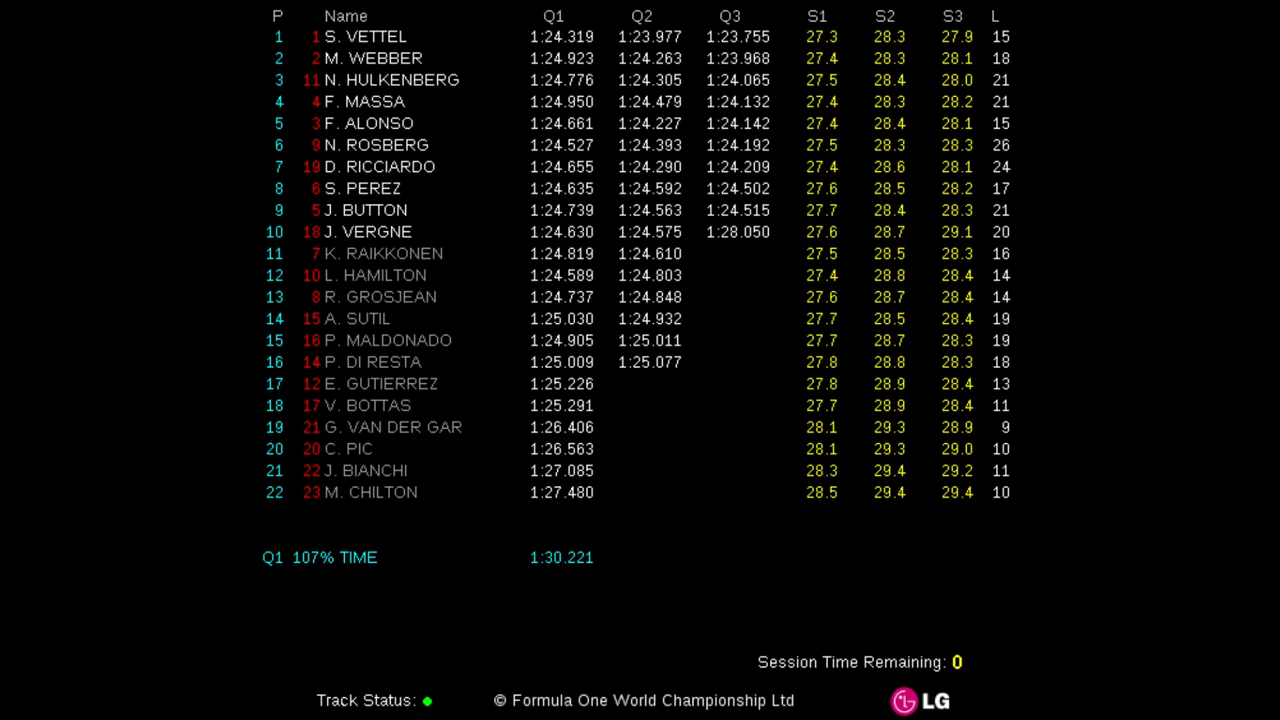 P Name Q1 Q2 Q3 S1 S2 S3 L
1 1 S. VETTEL 1:24.319 1:23.977 1:23.755 27.3 28.3 27.9 15
2 2 M. WEBBER 1:24.923 1:24.263 1:23.968 27.4 28.3 28.1 18
3 11 N. HULKENBERG 1:24.776 1:24.305 1:24.065 27.5 28.4 28.0 21
4 4 F. MASSA 1:24.950 1:24.479 1:24.132 27.4 28.3 28.2 21
5 3 F. ALONSO 1:24.661 1:24.227 1:24.142 27.4 28.4 28.1 15
6 9 N. ROSBERG 1:24.527 1:24.393 1:24.192 27.5 28.3 28.3 26
7 19 D. RICCIARDO 1:24.655 1:24.290 1:24.209 27.4 28.6 28.1 24
8 6 S. PEREZ 1:24.635 1:24.592 1:24.502 27.6 28.5 28.2 17
9 5 J. BUTTON 1:24.739 1:24.563 1:24.515 27.7 28.4 28.3 21
10 18 J. VERGNE 1:24.630 1:24.575 1:28.050 27.6 28.7 29.1 20
11 7 K. RAIKKONEN 1:24.819 1:24.610 27.5 28.5 28.3 16
12 10 L. HAMILTON 1:24.589 1:24.803 27.4 28.8 28.4 14
13 8 R. GROSJEAN 1:24.737 1:24.848 27.6 28.7 28.4 14
14 15 A. SUTIL 1:25.030 1:24.932 27.7 28.5 28.4 19
15 16 P. MALDONADO 1:24.905 1:25.011 27.7 28.7 28.3 19
16 14 P. DI RESTA 1:25.009 1:25.077 27.8 28.8 28.3 18
17 12 E. GUTIERREZ 1:25.226 27.8 28.9 28.4 13
18 17 V. BOTTAS 1:25.291 27.7 28.9 28.4 11
19 21 G. VAN DER GAR 1:26.406 28.1 29.3 28.9 9
20 20 C. PIC 1:26.563 28.1 29.3 29.0 10
21 22 J. BIANCHI 1:27.085 28.3 29.4 29.2 11
22 23 M. CHILTON 1:27.480 28.5 29.4 29.4 10
Q1 107% TIME 1:30.221
Session Time Remaining: 0
Track Status: © Formula One World Championship Ltd LG